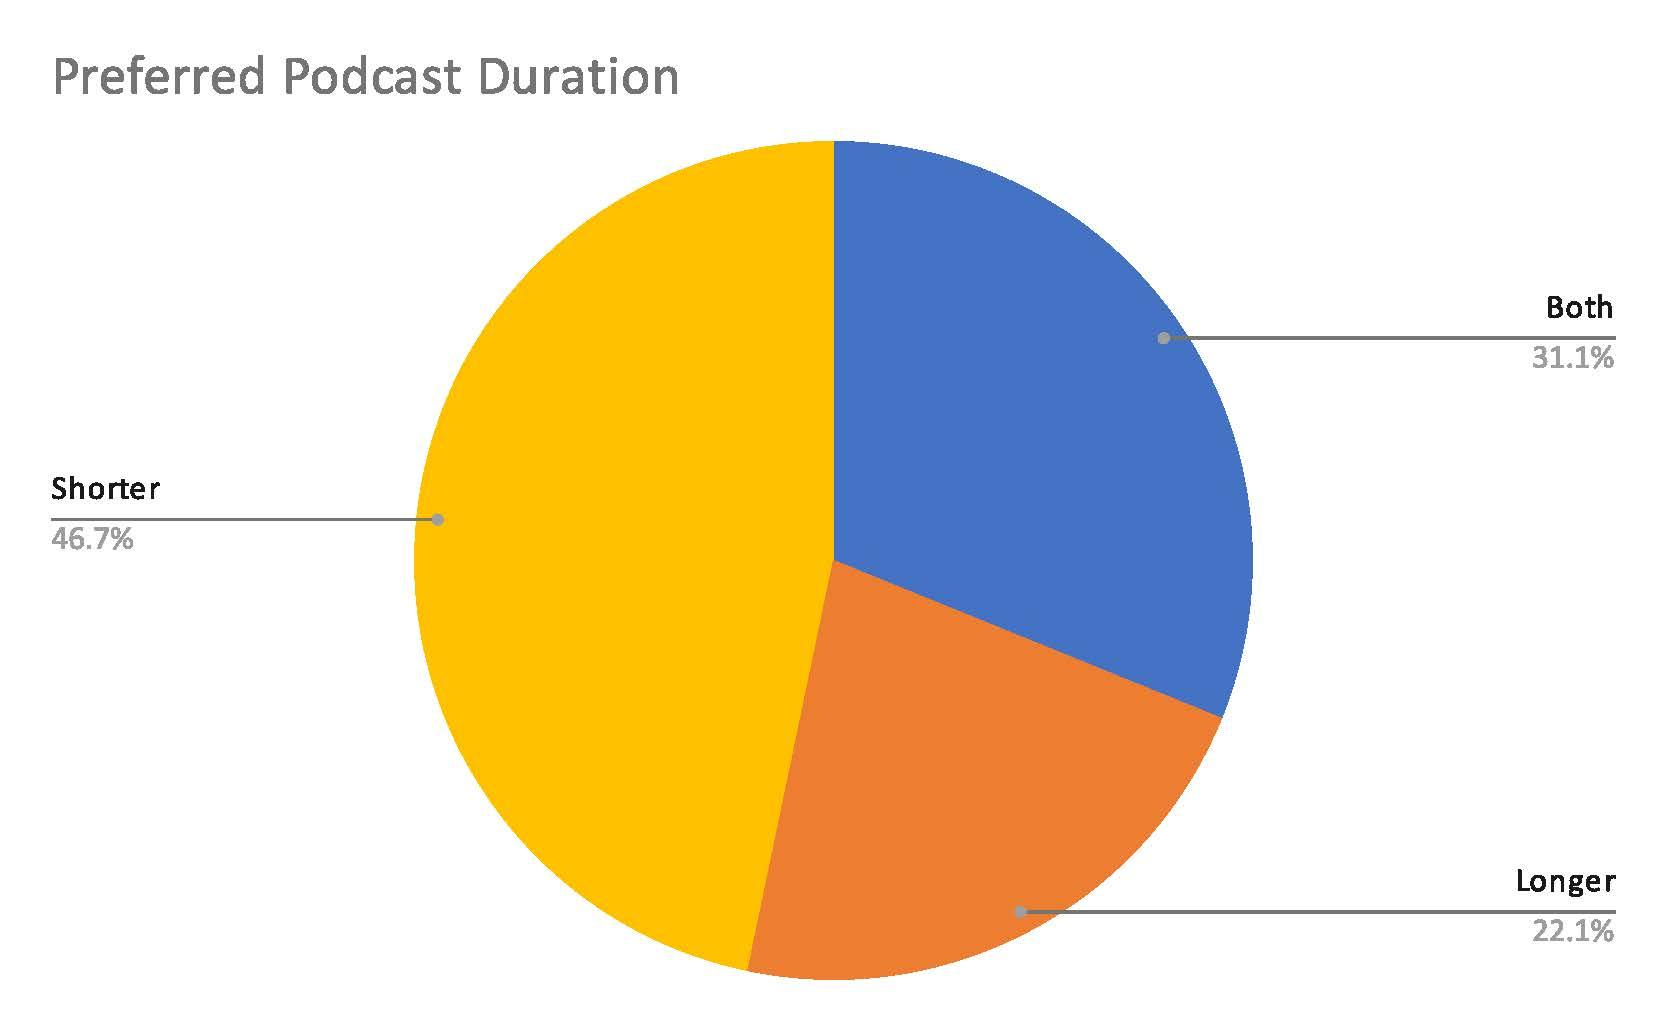 Preferred Podcast Duration
Both
31.1%
Shorter
46.7%
Longer
22.1%